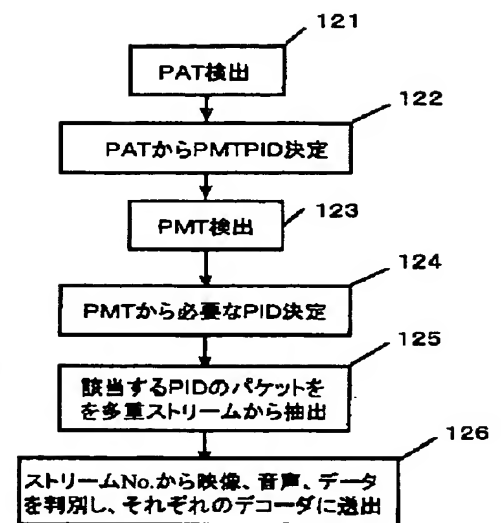 121
PAT検出
122
PATからPMTPID決定
123
PMT検出
124
PMTから必要なPID決定
125
該当するPIDのパケットを
を多重ストリームから抽出
126
ストリームNo.から映像、音声、データ
を判別し、それぞれのデコーダに送出